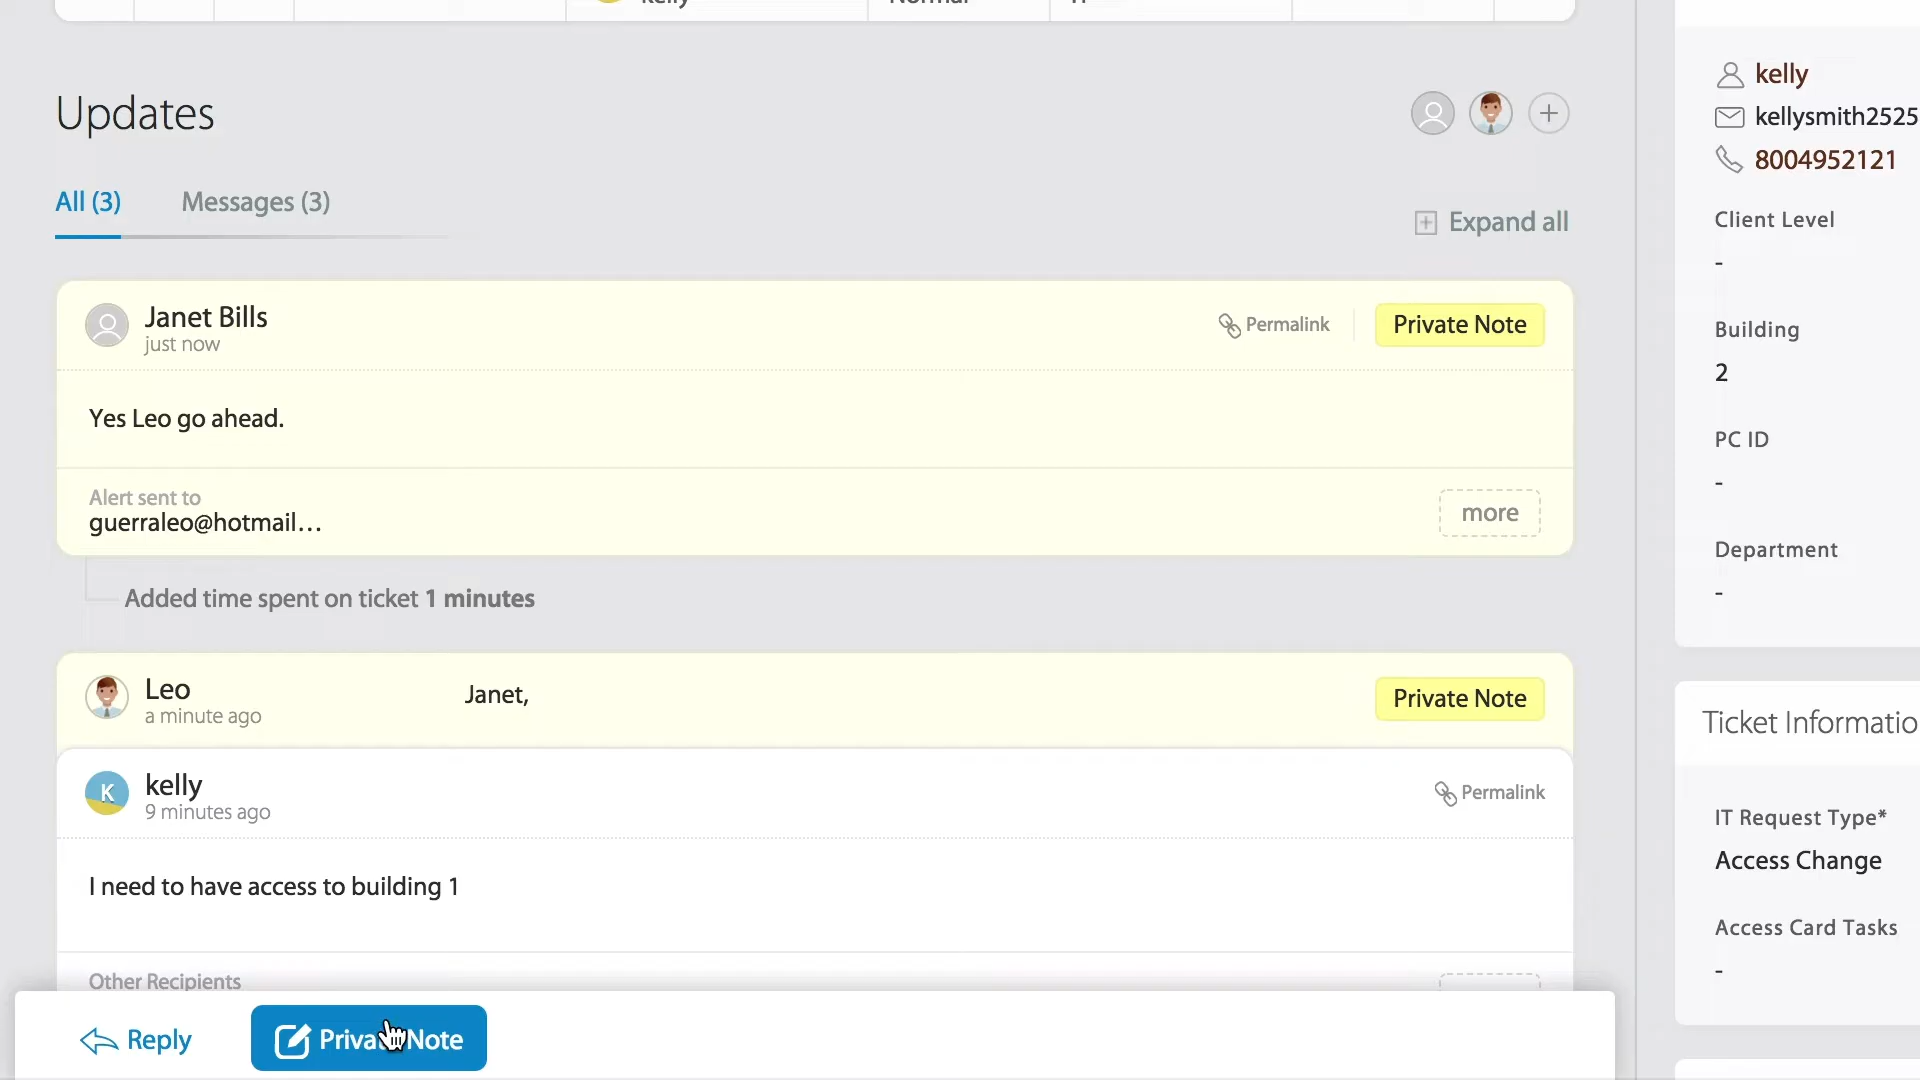 kelly
Normal
Updates
All (3)
Messages (3)
Expand all
Janet Bills
just now
Permalink
Private Note
Yes Leo go ahead.
Alert sent to
guerraleo@hotmail...
more
Added time spent on ticket 1 minutes
Leo
a minute ago
Janet,
Private Note
K
kelly
9 minutes ago
Permalink
I need to have access to building 1
Other Recipients
Reply
Private Note
kelly
kellysmith2525
8004952121
Client Level
-
Building
2
PC ID
-
Department
-
Ticket Informatio
IT Request Type*
Access Change
Access Card Tasks
-